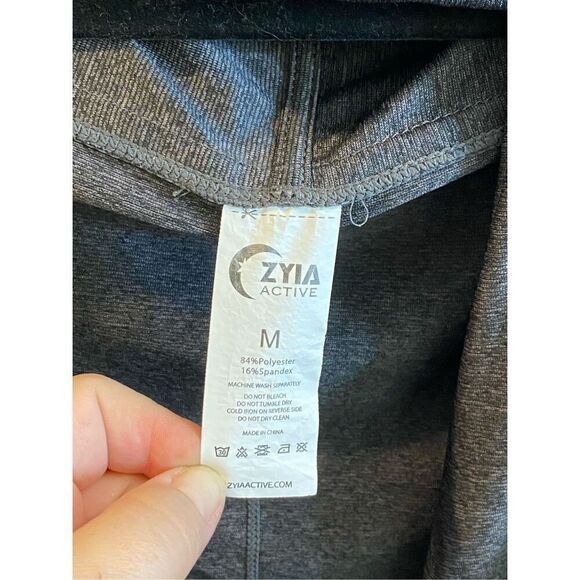 ZYIA
ACTIVE
M
84%Polyester
16%Spandex
MACHINE WASH SEPARATELY
DO NOT BLEACH
DO NOT TUMBLE DRY
COLD IRON ON REVERSE SIDE
DO NOT DRY CLEAN
MADE IN CHINA
ZYIAACTIVE.COM